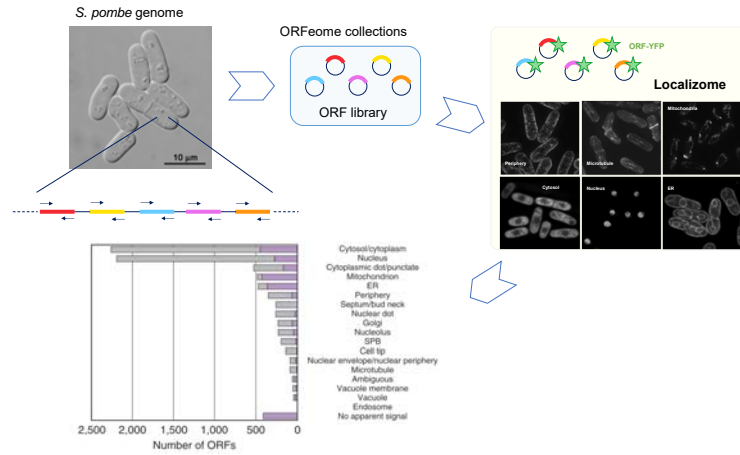 S. pombe genome
10 μm
ORFeome collections
ORF library
ORF-YFP
Localizome
Periphery
Microtubule
Mitochondria
Cytosol
Nucleus
ER
Cytosol/cytoplasm
Nucleus
Cytoplasmic dot/punctate
Mitochondrion
ER
Periphery
Septum/bud neck
Nuclear dot
Golgi
Nucleolus
SPB
Cell tip
Nuclear envelope/nuclear periphery
Microtubule
Ambiguous
Vacuole membrane
Vacuole
Endosome
No apparent signal
2,500 2,000 1,500 1,000 500 0
Number of ORFs